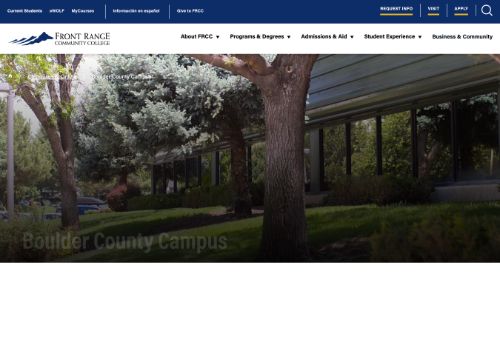 Current Students eWOLF MyCourses Información en español Give to FRCC REQUEST INFO VISIT APPLY
FRONT RANGE
COMMUNITY COLLEGE
About FRCC Programs & Degrees Admissions & Aid Student Experience Business & Community
Boulder County Campus
Boulder County Campus